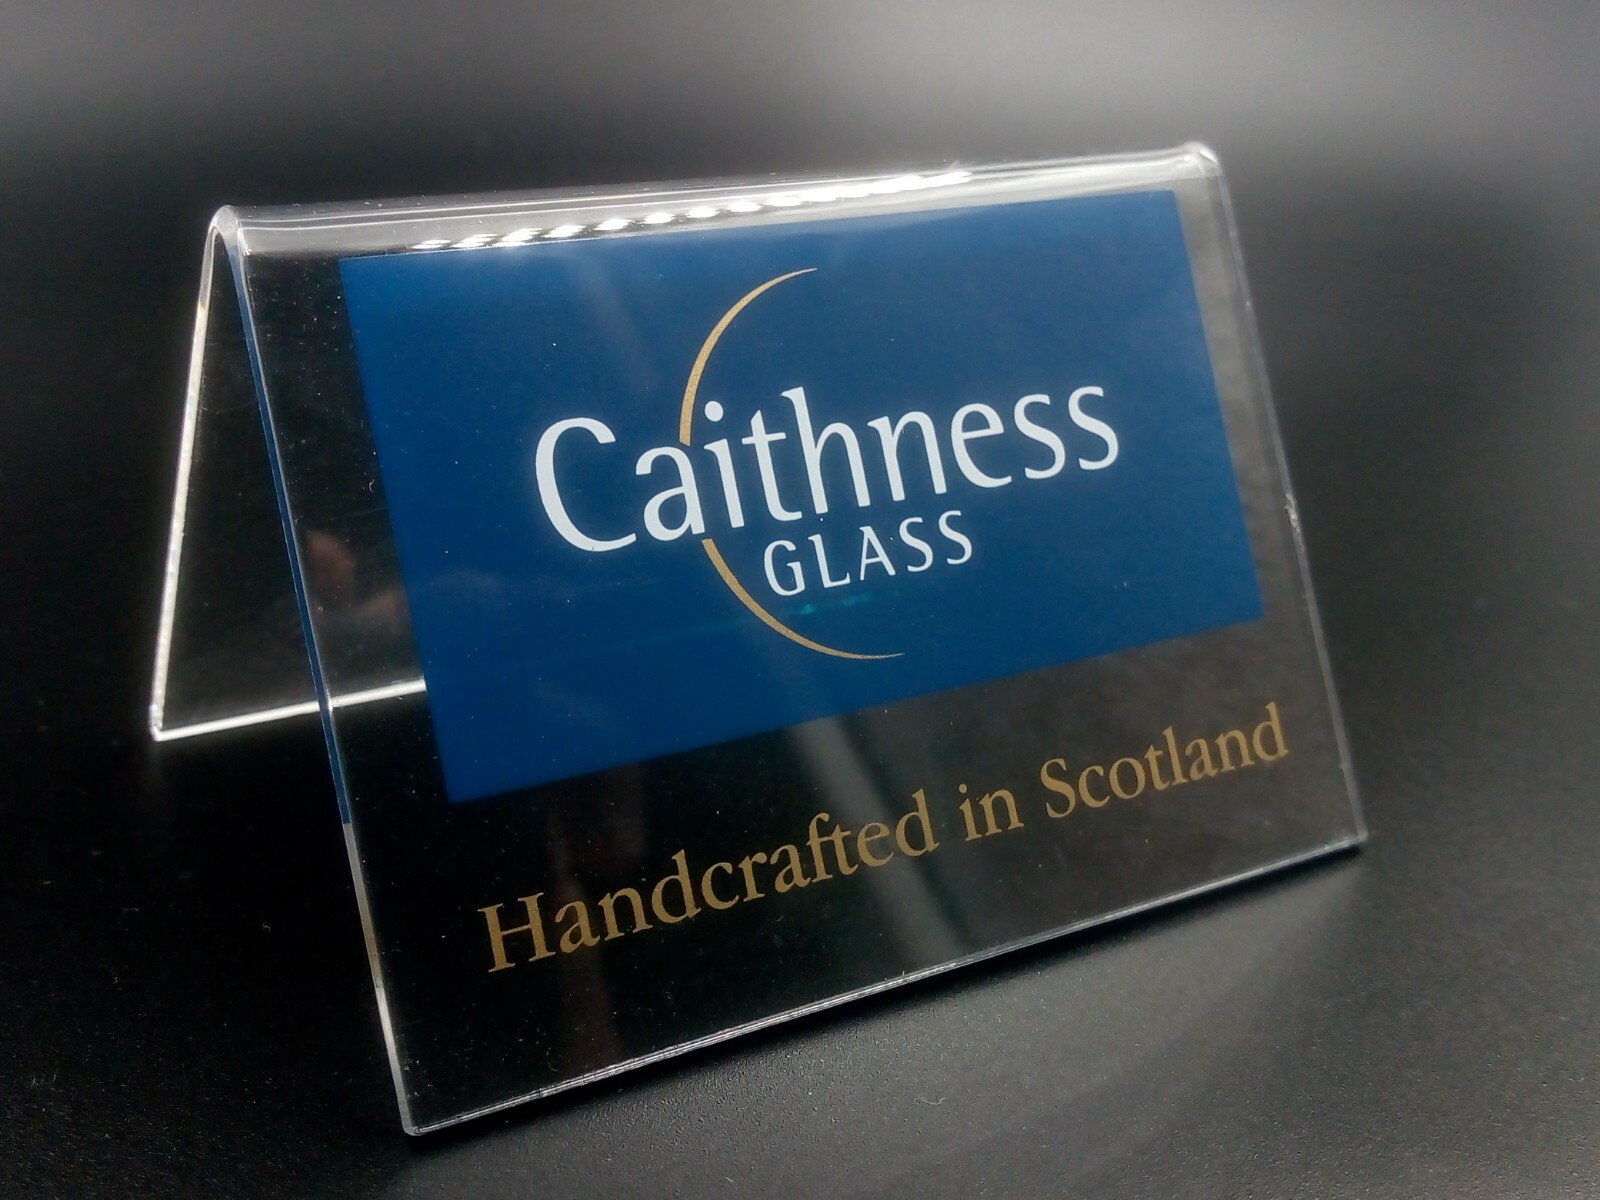 Caithness
GLASS
Handcrafted in Scotland